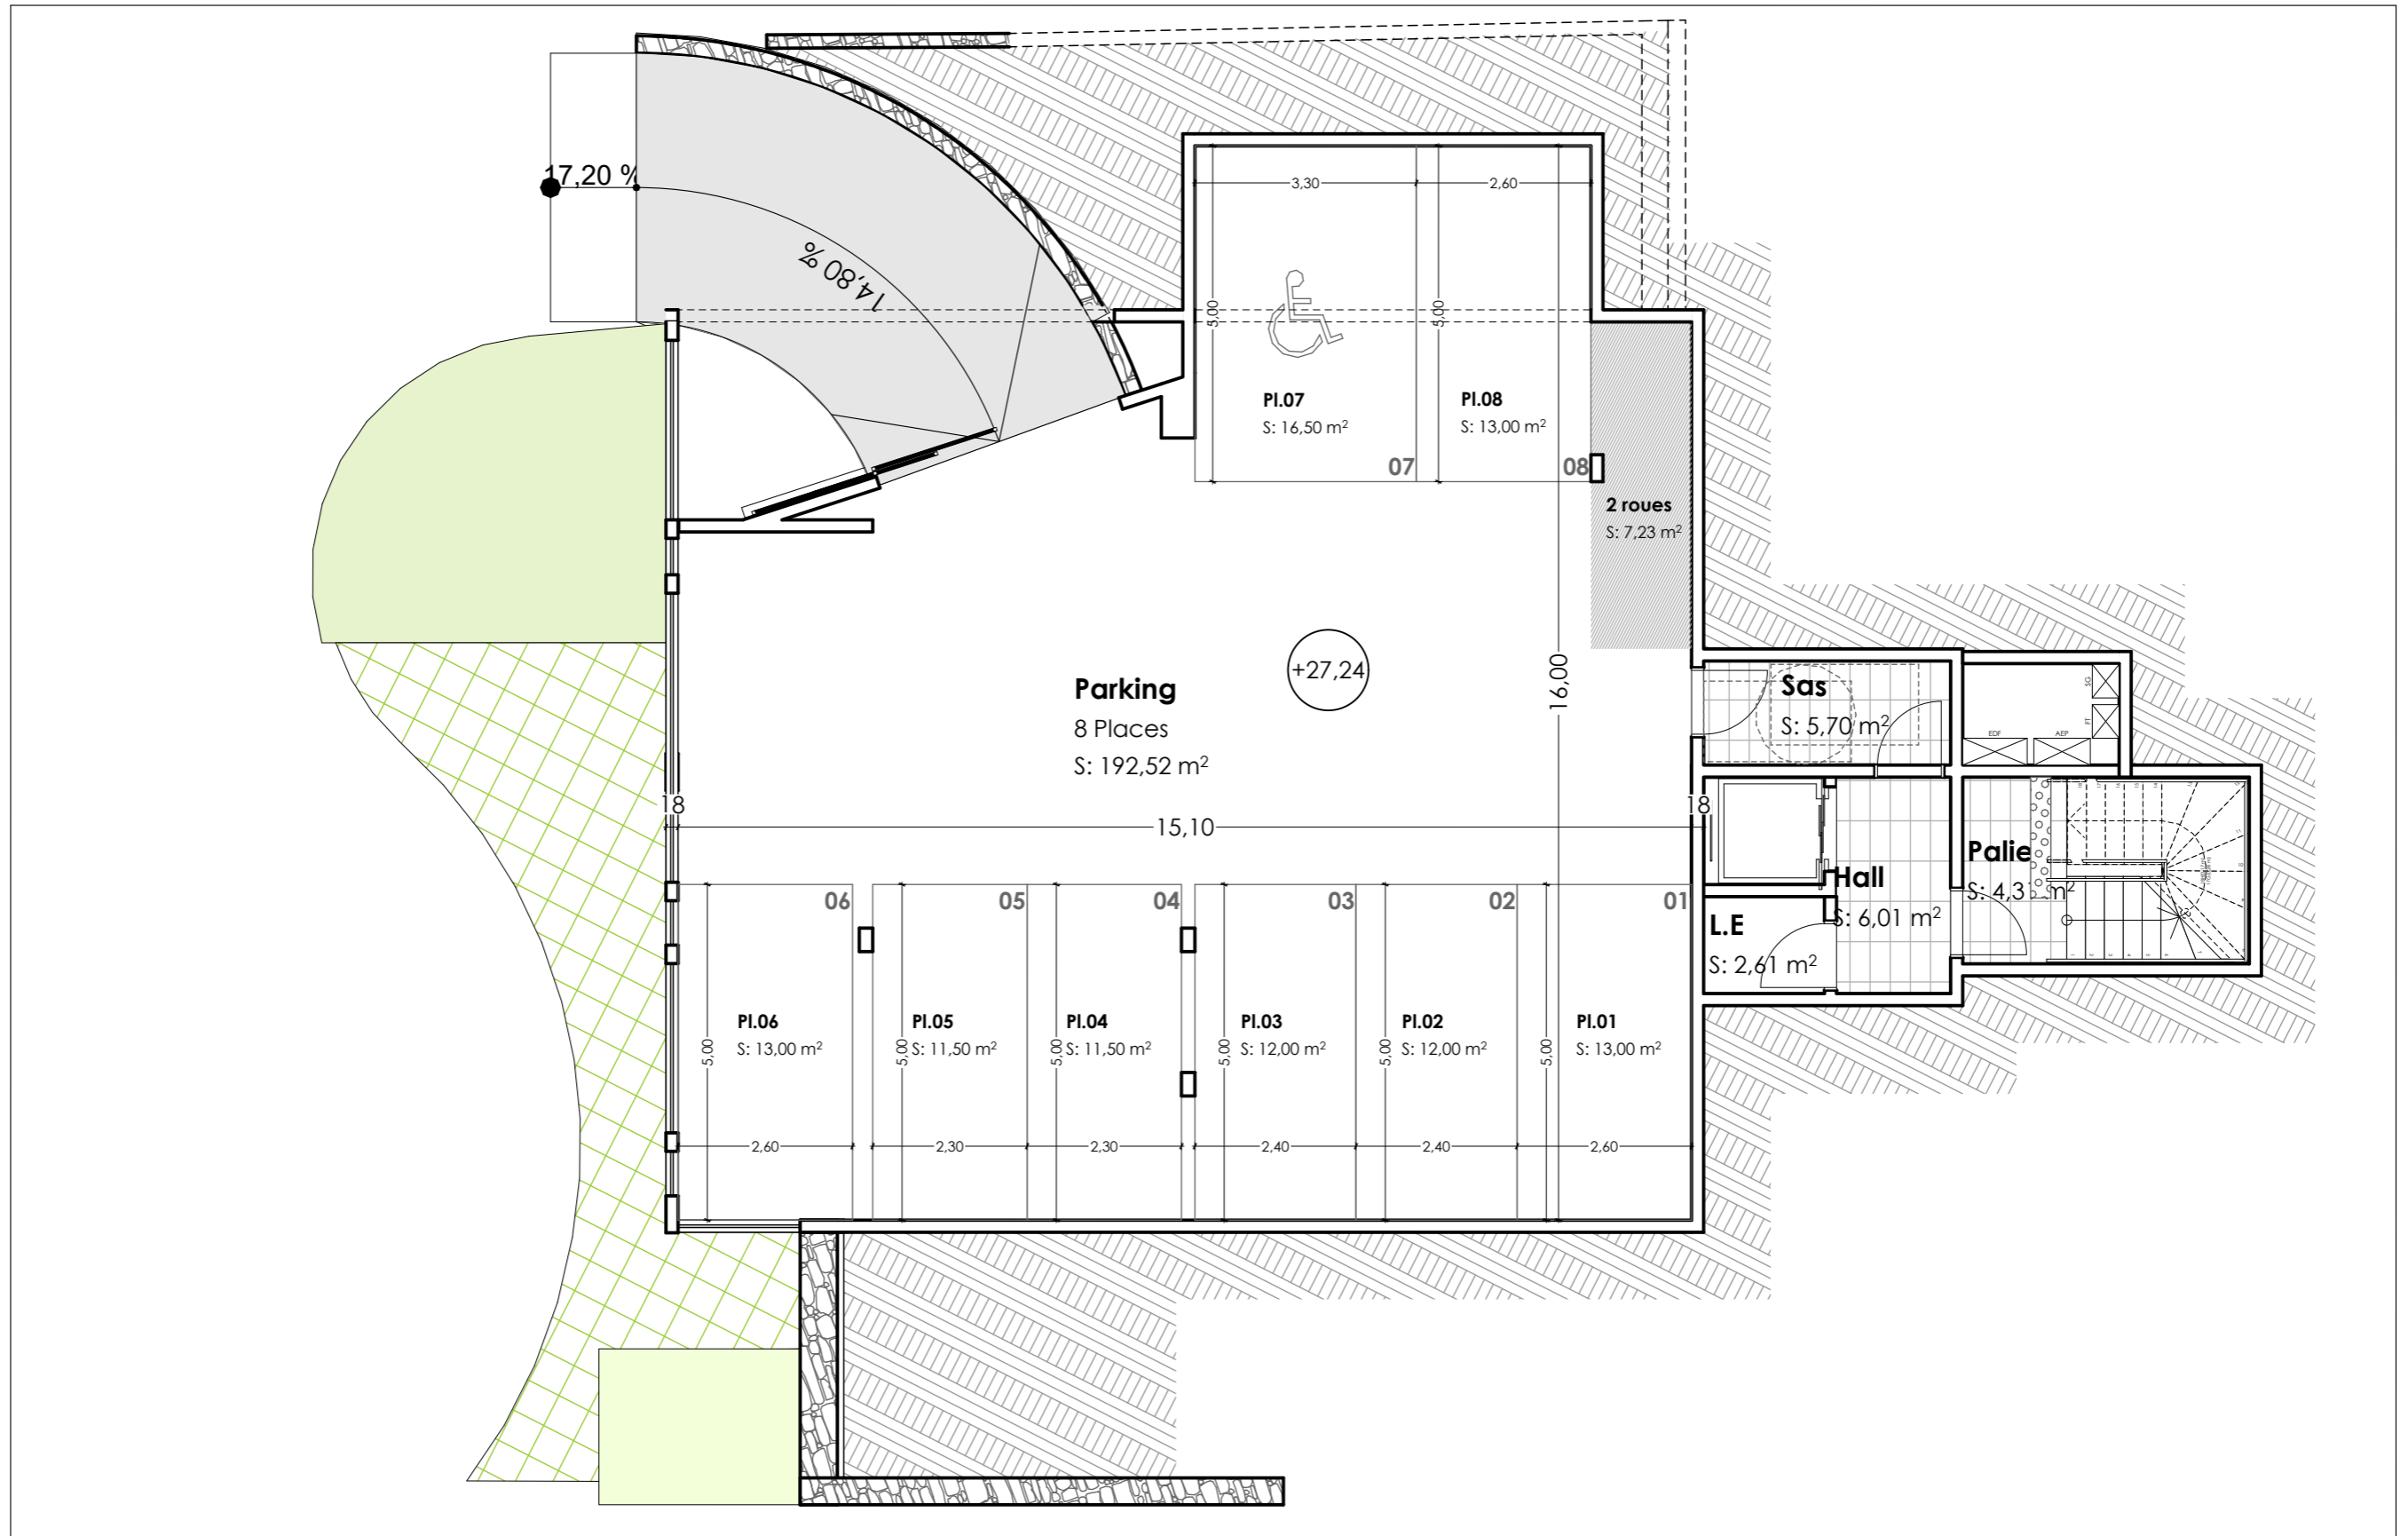 17,20 %
14,80 %
3,30
2,60
5,00
5,00
Pl.07
S: 16,50 m²
Pl.08
S: 13,00 m²
07
08
2 roues
S: 7,23 m²
+27,24
16,00
Parking
8 Places
S: 192,52 m²
Sas
S: 5,70 m²
SG
FT
EDF
AEP
18
15,10
18
Hall
S: 6,01 m²
Palie
S: 4,31 m²
L.E
S: 2,61 m²
06
05
04
03
02
01
Pl.06
S: 13,00 m²
Pl.05
S: 11,50 m²
Pl.04
S: 11,50 m²
Pl.03
S: 12,00 m²
Pl.02
S: 12,00 m²
Pl.01
S: 13,00 m²
5,00
5,00
5,00
5,00
5,00
5,00
2,60
2,30
2,30
2,40
2,40
2,60